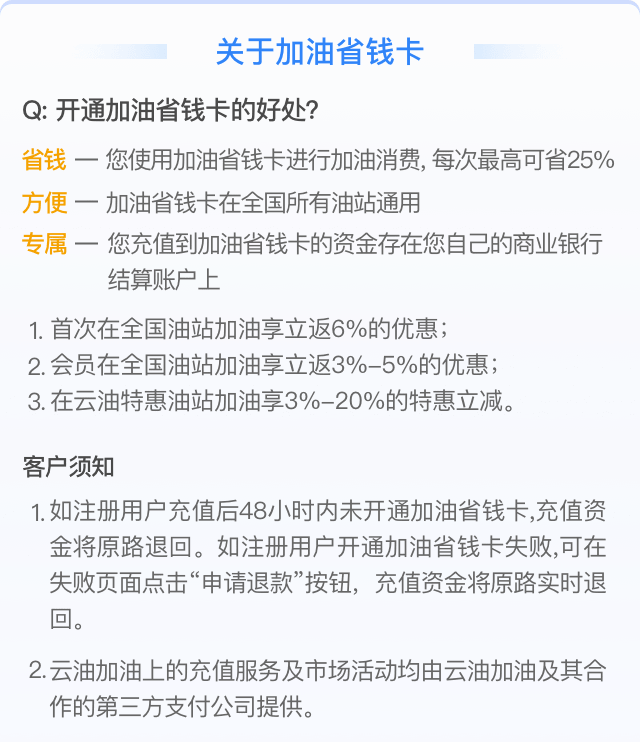 关于加油省钱卡
Q: 开通加油省钱卡的好处?
省钱 — 您使用加油省钱卡进行加油消费, 每次最高可省25%
方便 — 加油省钱卡在全国所有油站通用
专属 — 您充值到加油省钱卡的资金存在您自己的商业银行
结算账户上
1. 首次在全国油站加油享立返6%的优惠；
2. 会员在全国油站加油享立返3%-5%的优惠；
3. 在云油特惠油站加油享3%-20%的特惠立减。
客户须知
1. 如注册用户充值后48小时内未开通加油省钱卡,充值资
金将原路退回。如注册用户开通加油省钱卡失败,可在
失败页面点击“申请退款”按钮，充值资金将原路实时退
回。
2. 云油加油上的充值服务及市场活动均由云油加油及其合
作的第三方支付公司提供。